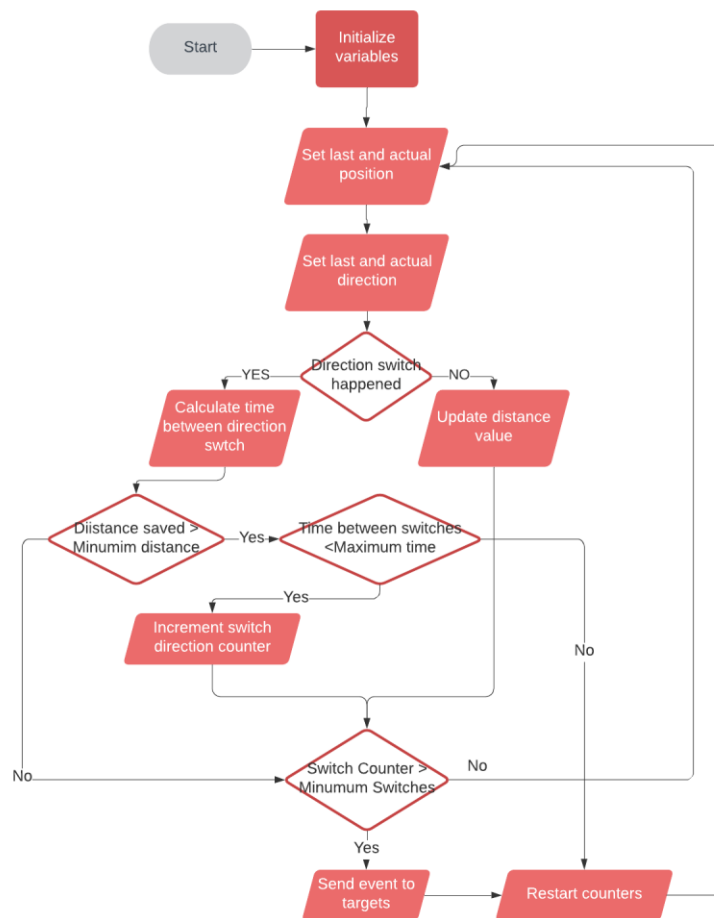 Start
Initialize
variables
Set last and actual
position
Set last and actual
direction
Direction switch
happened
YES
NO
Calculate time
between direction
swtch
Update distance
value
Diistance saved >
Minumim distance
Yes
Time between switches
<Maximum time
Yes
Increment switch
direction counter
No
No
Switch Counter >
Minumum Switches
No
Yes
Send event to
targets
Restart counters